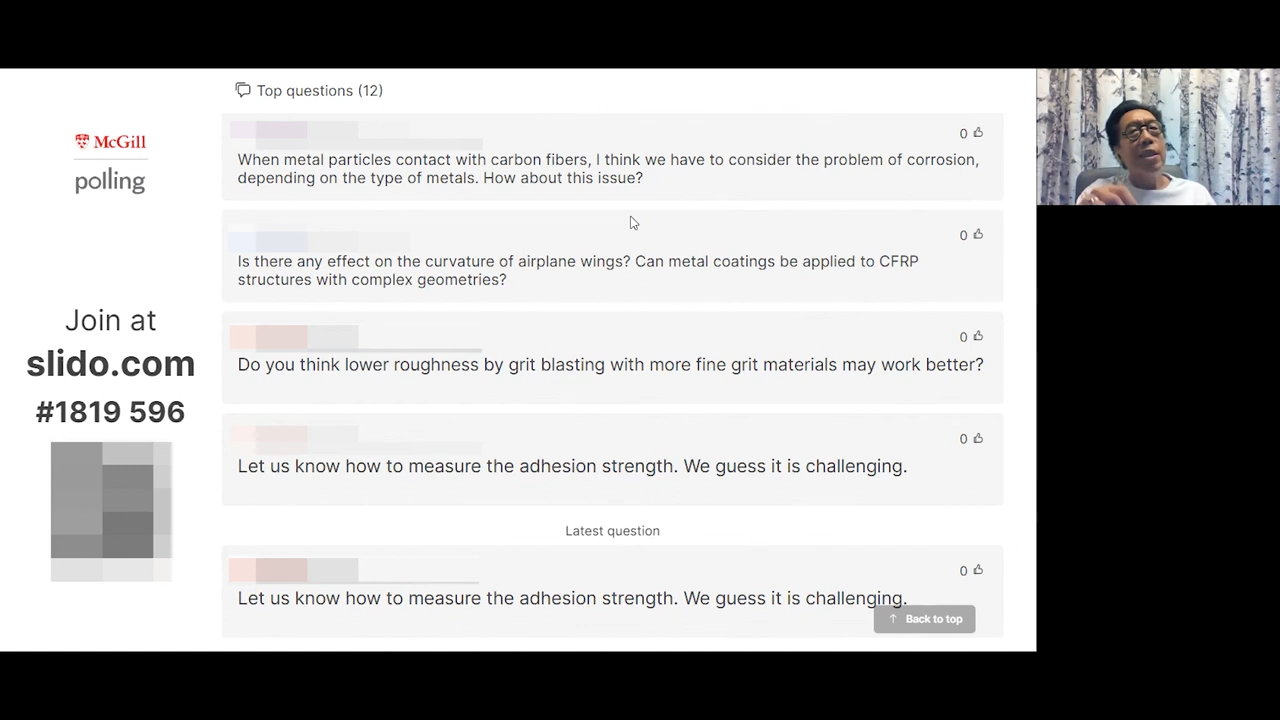 Top questions (12)
McGill
polling
Join at
slido.com
#1819 596
0
When metal particles contact with carbon fibers, I think we have to consider the problem of corrosion,
depending on the type of metals. How about this issue?
0
Is there any effect on the curvature of airplane wings? Can metal coatings be applied to CFRP
structures with complex geometries?
0
Do you think lower roughness by grit blasting with more fine grit materials may work better?
0
Let us know how to measure the adhesion strength. We guess it is challenging.
Latest question
0
Let us know how to measure the adhesion strength. We guess it is challenging.
Back to top